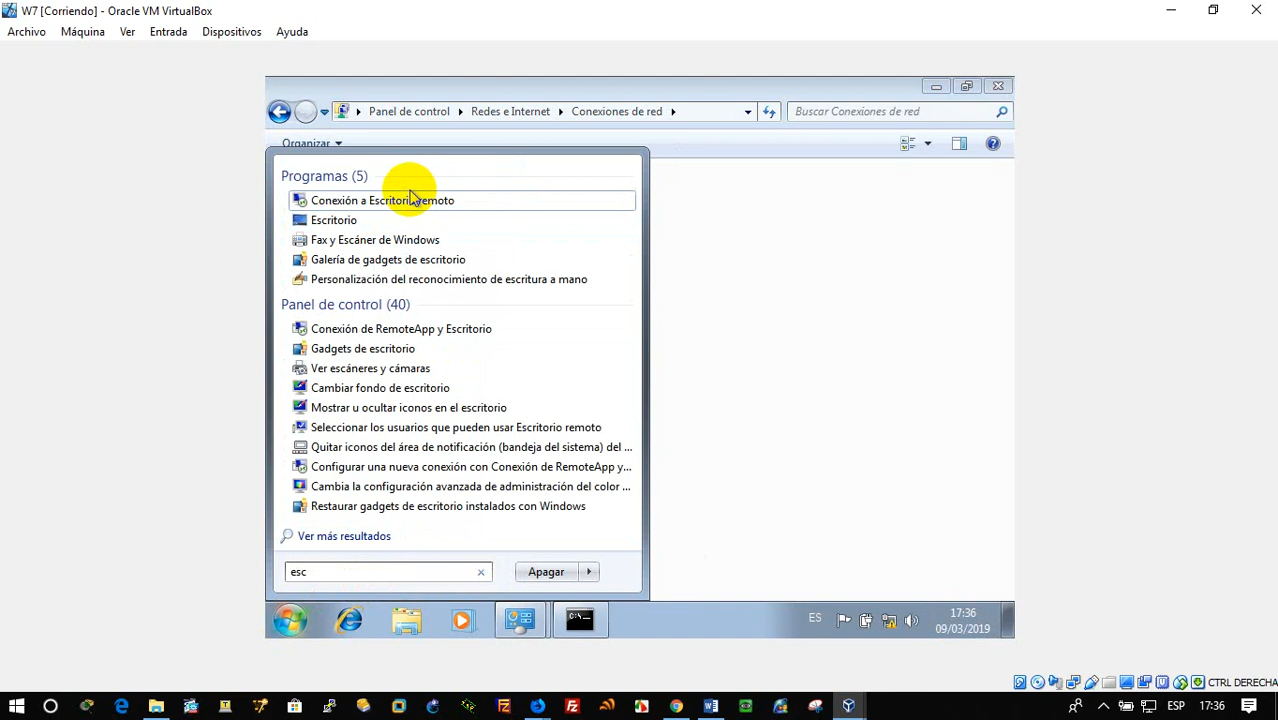 W7 [Corriendo] - Oracle VM VirtualBox
Archivo Máquina Ver Entrada Dispositivos Ayuda
Panel de control Redes e Internet Conexiones de red Buscar Conexiones de red
Organizar
Programas (5)
Conexión a Escritorio remoto
Escritorio
Fax y Escáner de Windows
Galería de gadgets de escritorio
Personalización del reconocimiento de escritura a mano
Panel de control (40)
Conexión de RemoteApp y Escritorio
Gadgets de escritorio
Ver escáneres y cámaras
Cambiar fondo de escritorio
Mostrar u ocultar iconos en el escritorio
Seleccionar los usuarios que pueden usar Escritorio remoto
Quitar iconos del área de notificación (bandeja del sistema) del ...
Configurar una nueva conexión con Conexión de RemoteApp y...
Cambia la configuración avanzada de administración del color ...
Restaurar gadgets de escritorio instalados con Windows
Ver más resultados
esc Apagar
ES 17:36
09/03/2019
CTRL DERECHA
ESP 17:36